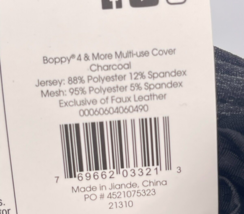 Boppy® 4 & More Multi-use Cover
Charcoal
Jersey: 88% Polyester 12% Spandex
Mesh: 95% Polyester 5% Spandex
Exclusive of Faux Leather
00060604060490
7 69662 03321 3
Made in Jiande, China
PO # 4521075323
21310
s.